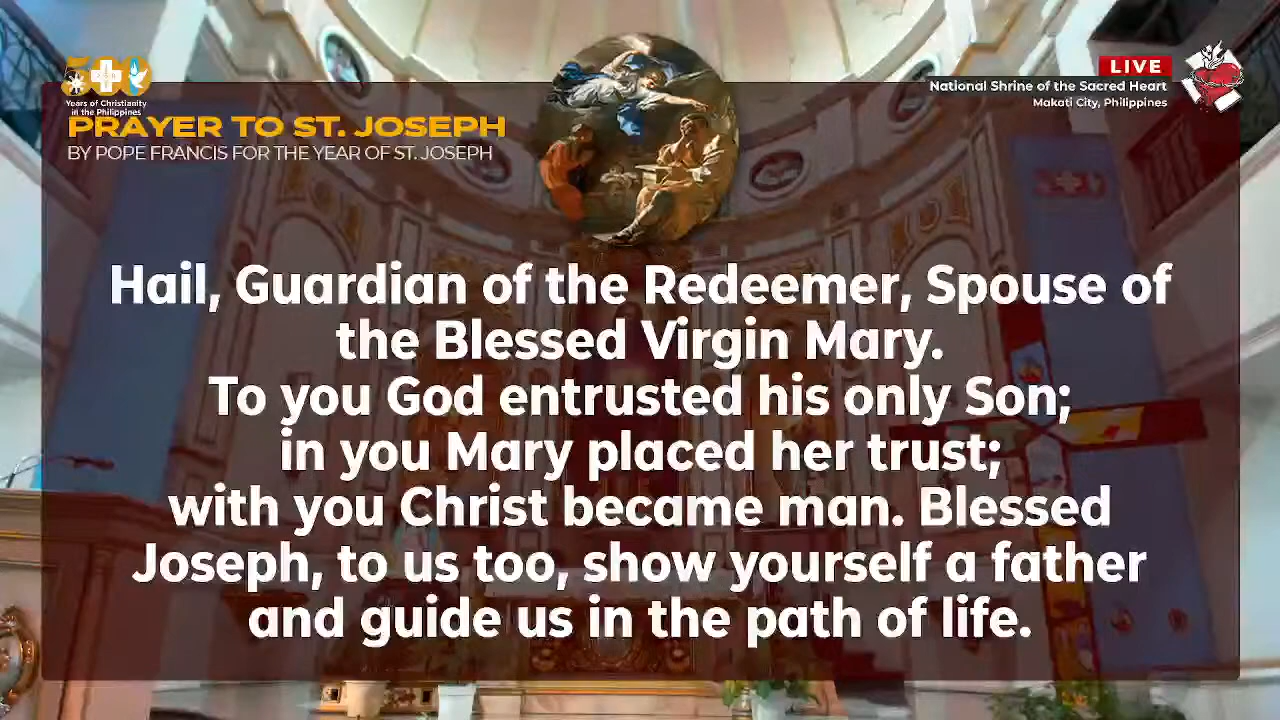 500
Years of Christianity
in the Philippines
PRAYER TO ST. JOSEPH
BY POPE FRANCIS FOR THE YEAR OF ST. JOSEPH
LIVE
National Shrine of the Sacred Heart
Makati City, Philippines
Hail, Guardian of the Redeemer, Spouse of
the Blessed Virgin Mary.
To you God entrusted his only Son;
in you Mary placed her trust;
with you Christ became man. Blessed
Joseph, to us too, show yourself a father
and guide us in the path of life.